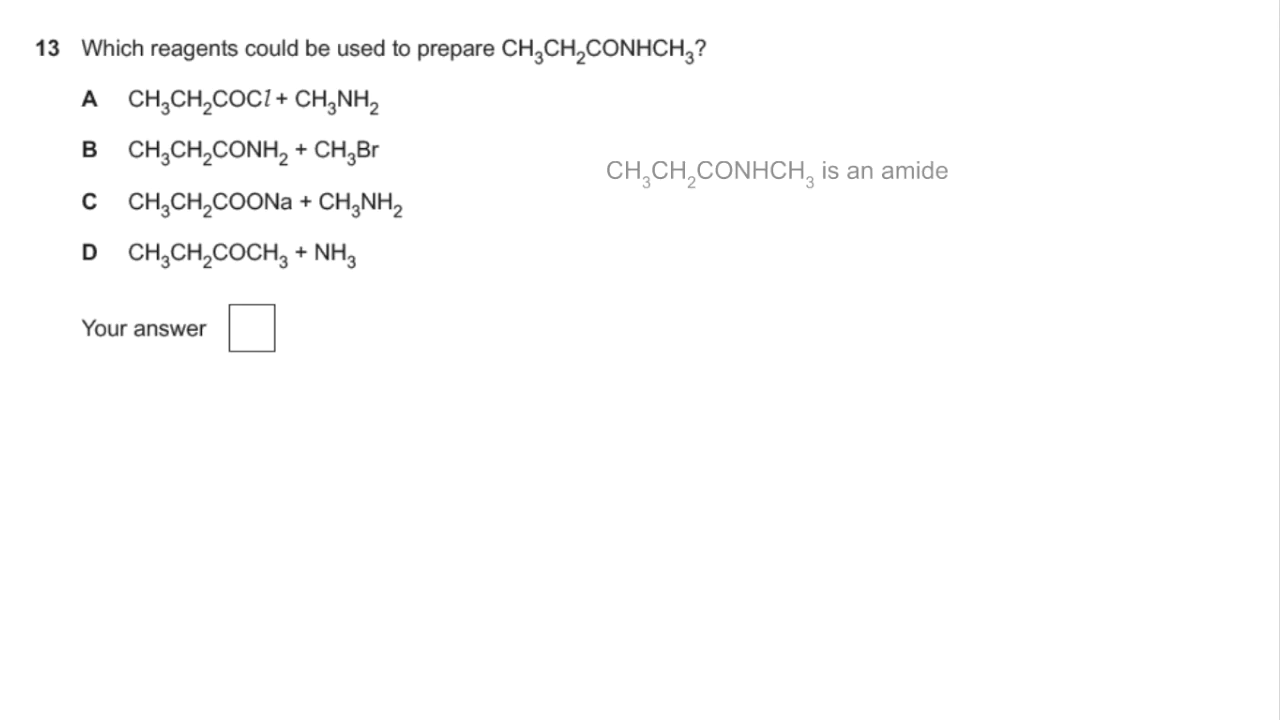 13 Which reagents could be used to prepare CH₃CH₂CONHCH₃?
A CH₃CH₂COCl + CH₃NH₂
B CH₃CH₂CONH₂ + CH₃Br
CH₃CH₂CONHCH₃ is an amide
C CH₃CH₂COONa + CH₃NH₂
D CH₃CH₂COCH₃ + NH₃
Your answer